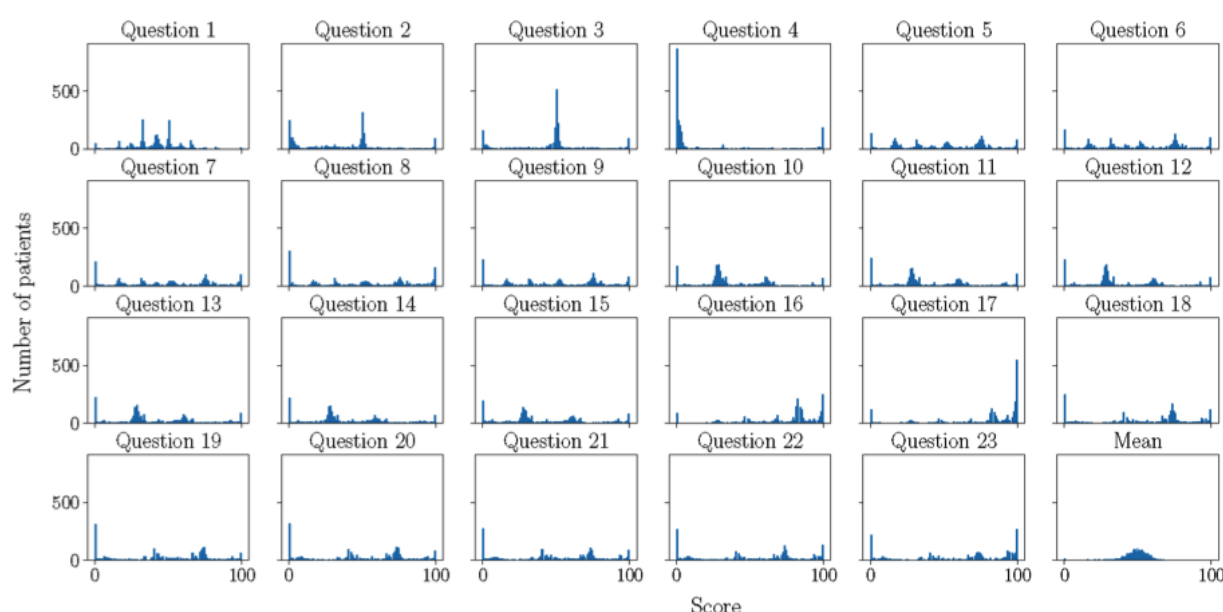 Question 1 Question 2 Question 3 Question 4 Question 5 Question 6
500
0
Question 7 Question 8 Question 9 Question 10 Question 11 Question 12
500
0
Question 13 Question 14 Question 15 Question 16 Question 17 Question 18
500
0
Question 19 Question 20 Question 21 Question 22 Question 23 Mean
500
0
0 100 0 100 0 100 0 100 0 100 0 100
Number of patients
Score